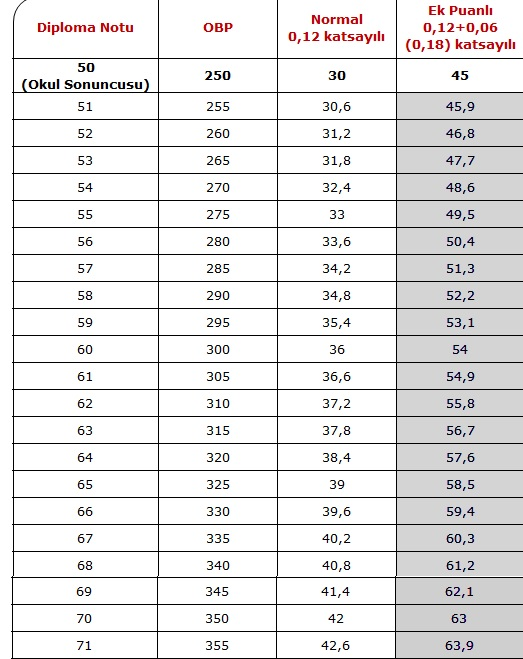 Diploma Notu OBP Normal 0,12 katsayılı Ek Puanlı 0,12+0,06 (0,18) katsayılı
50 (Okul Sonuncusu) 250 30 45
51 255 30,6 45,9
52 260 31,2 46,8
53 265 31,8 47,7
54 270 32,4 48,6
55 275 33 49,5
56 280 33,6 50,4
57 285 34,2 51,3
58 290 34,8 52,2
59 295 35,4 53,1
60 300 36 54
61 305 36,6 54,9
62 310 37,2 55,8
63 315 37,8 56,7
64 320 38,4 57,6
65 325 39 58,5
66 330 39,6 59,4
67 335 40,2 60,3
68 340 40,8 61,2
69 345 41,4 62,1
70 350 42 63
71 355 42,6 63,9